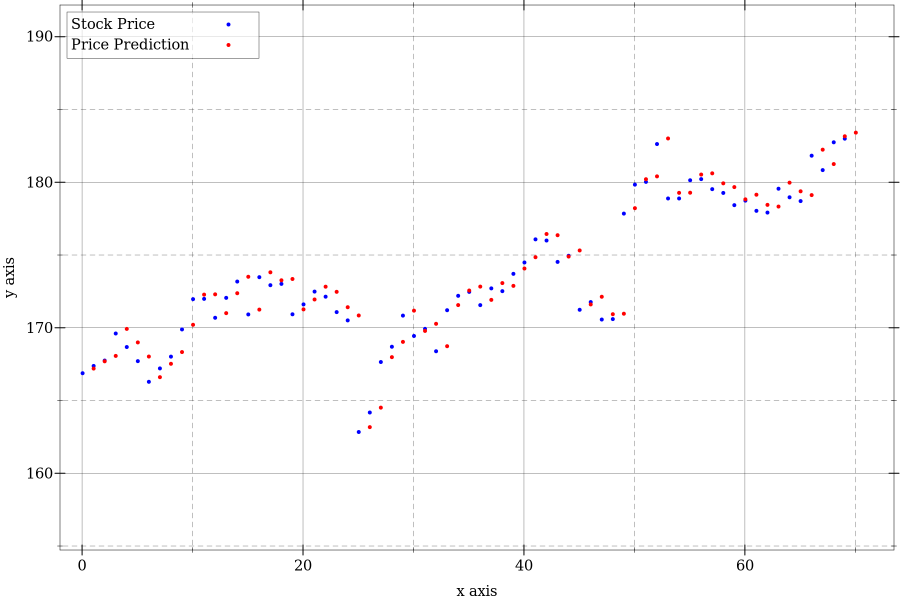 Stock Price
Price Prediction
190
180
170
160
y axis
0 20 40 60
x axis